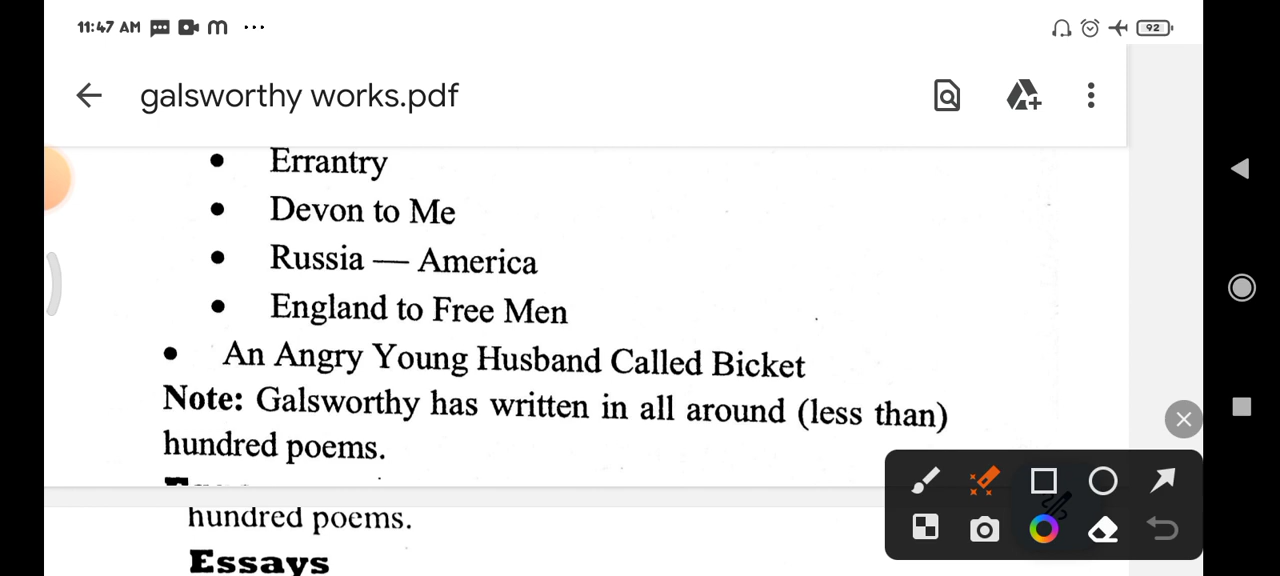 11:47 AM
92
galsworthy works.pdf
• Errantry
• Devon to Me
• Russia — America
• England to Free Men
• An Angry Young Husband Called Bicket
Note: Galsworthy has written in all around (less than)
hundred poems.
hundred poems.
Essays